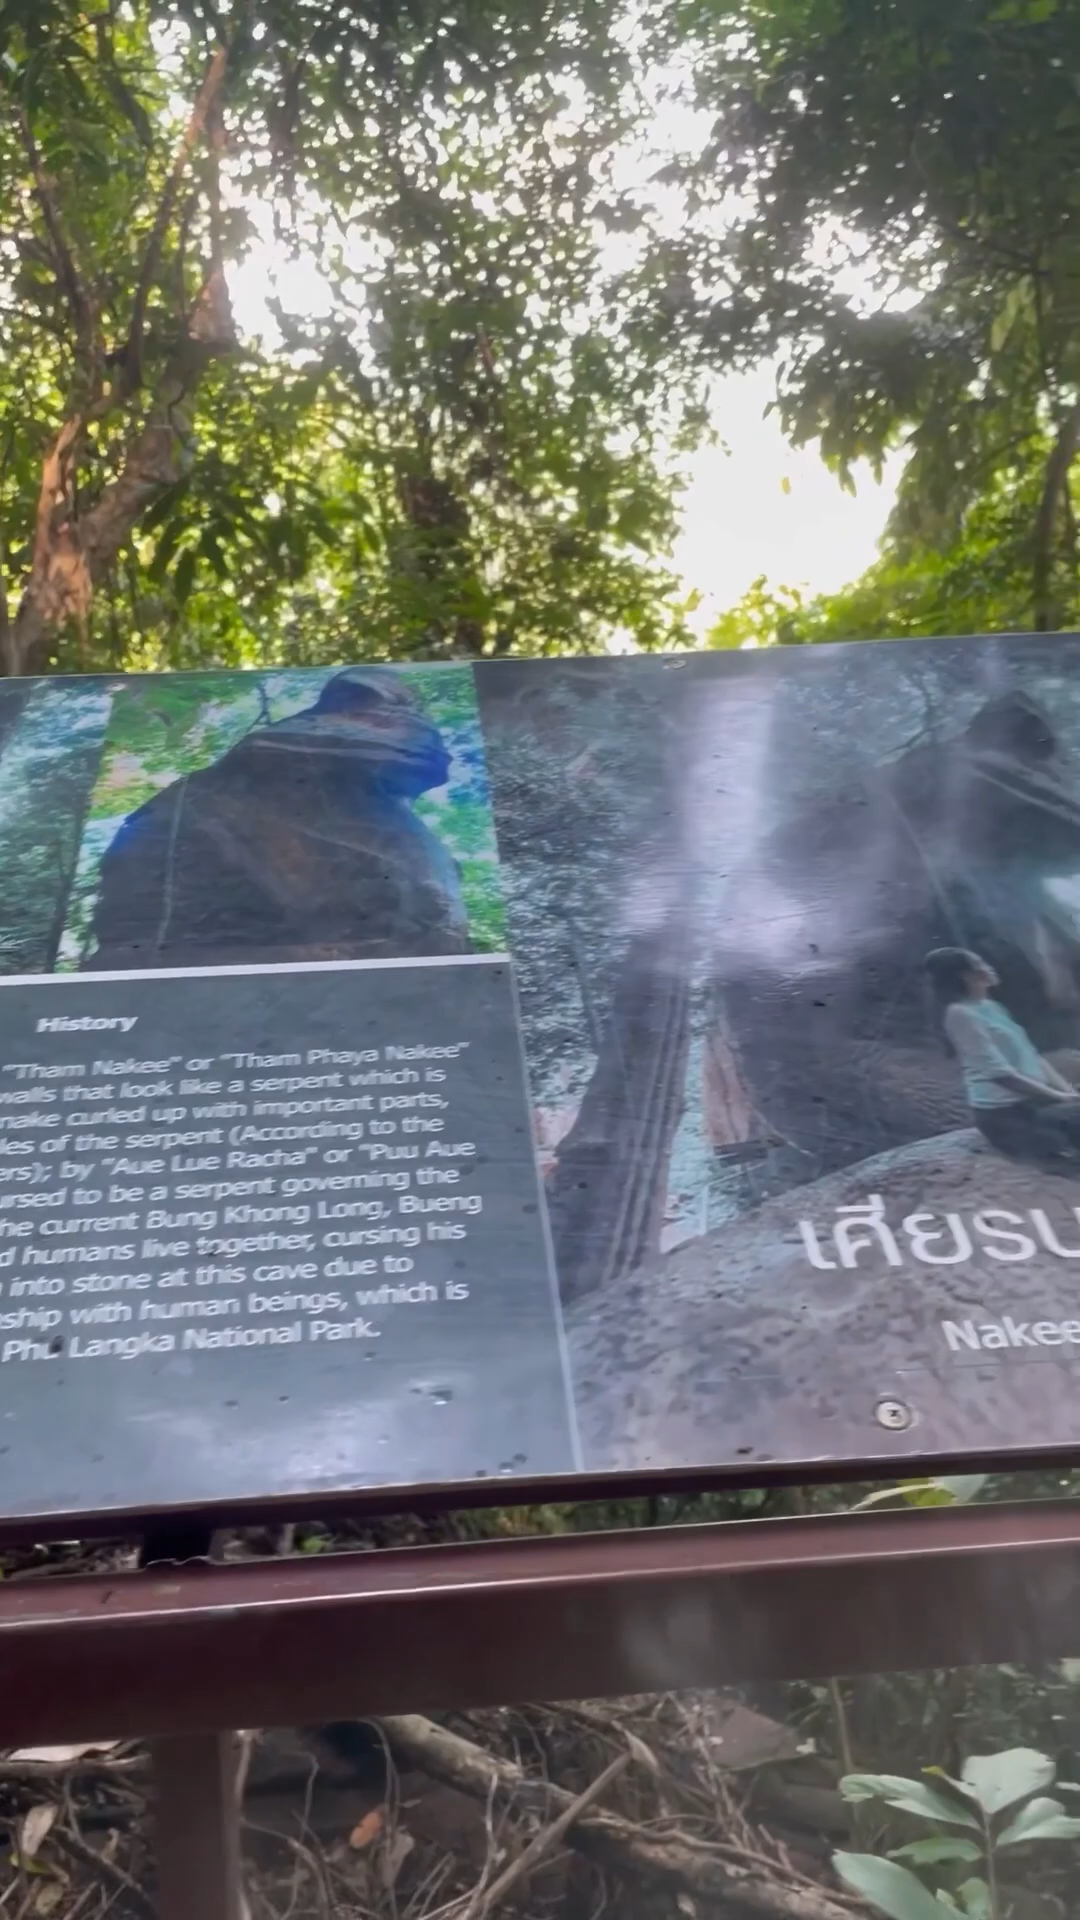 History
"Tham Nakee" or "Tham Phaya Nakee"
walls that look like a serpent which is
nake curled up with important parts,
les of the serpent (According to the
ers); by "Aue Lue Racha" or "Puu Aue
ursed to be a serpent governing the
he current Bung Khong Long, Bueng
d humans live together, cursing his
into stone at this cave due to
ship with human beings, which is
Phu Langka National Park.
เศียรน
Nakee